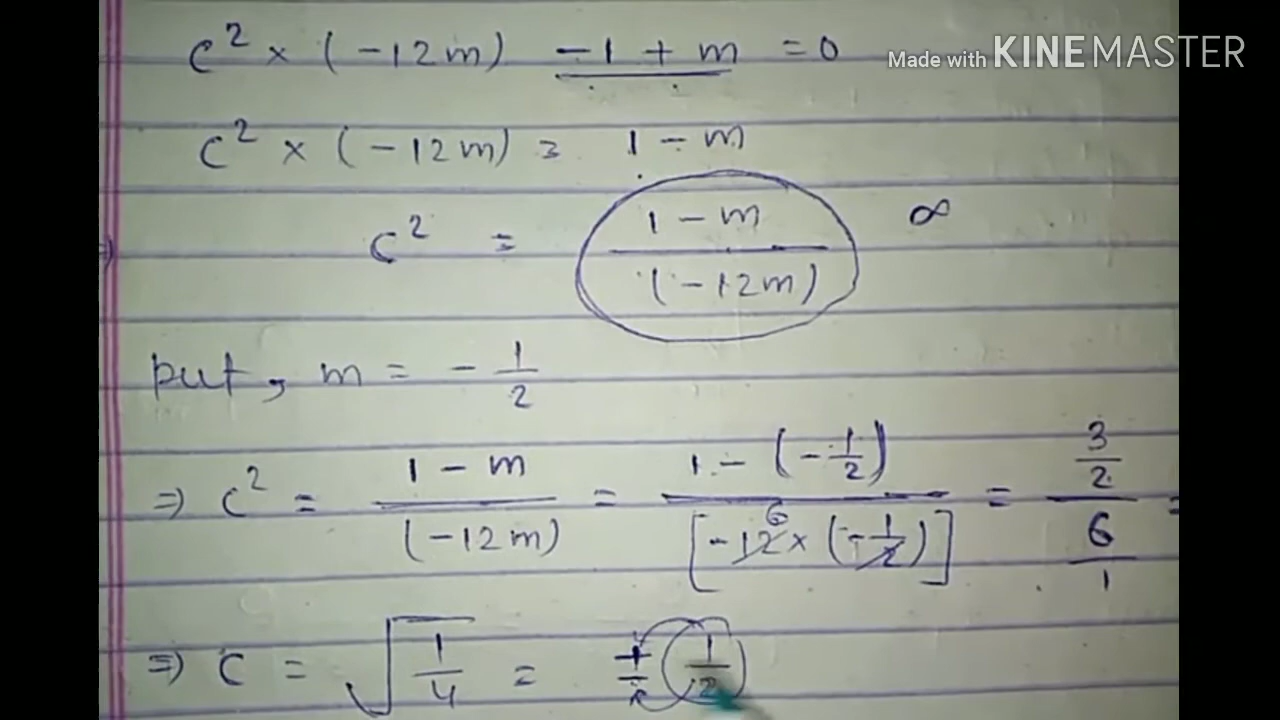 c² × (-12m) -1 + m = 0
Made with KINEMASTER
c² × (-12m) = 1 - m
⇒ c² = (1 - m)/(-12m) ∞
put, m = - 1/2
⇒ c² = (1 - m)/(-12m) = (1 - (-1/2))/[-12 6 × (-1/2)] = (3/2)/(6/1) =
⇒ c = √(1/4) = 1/2